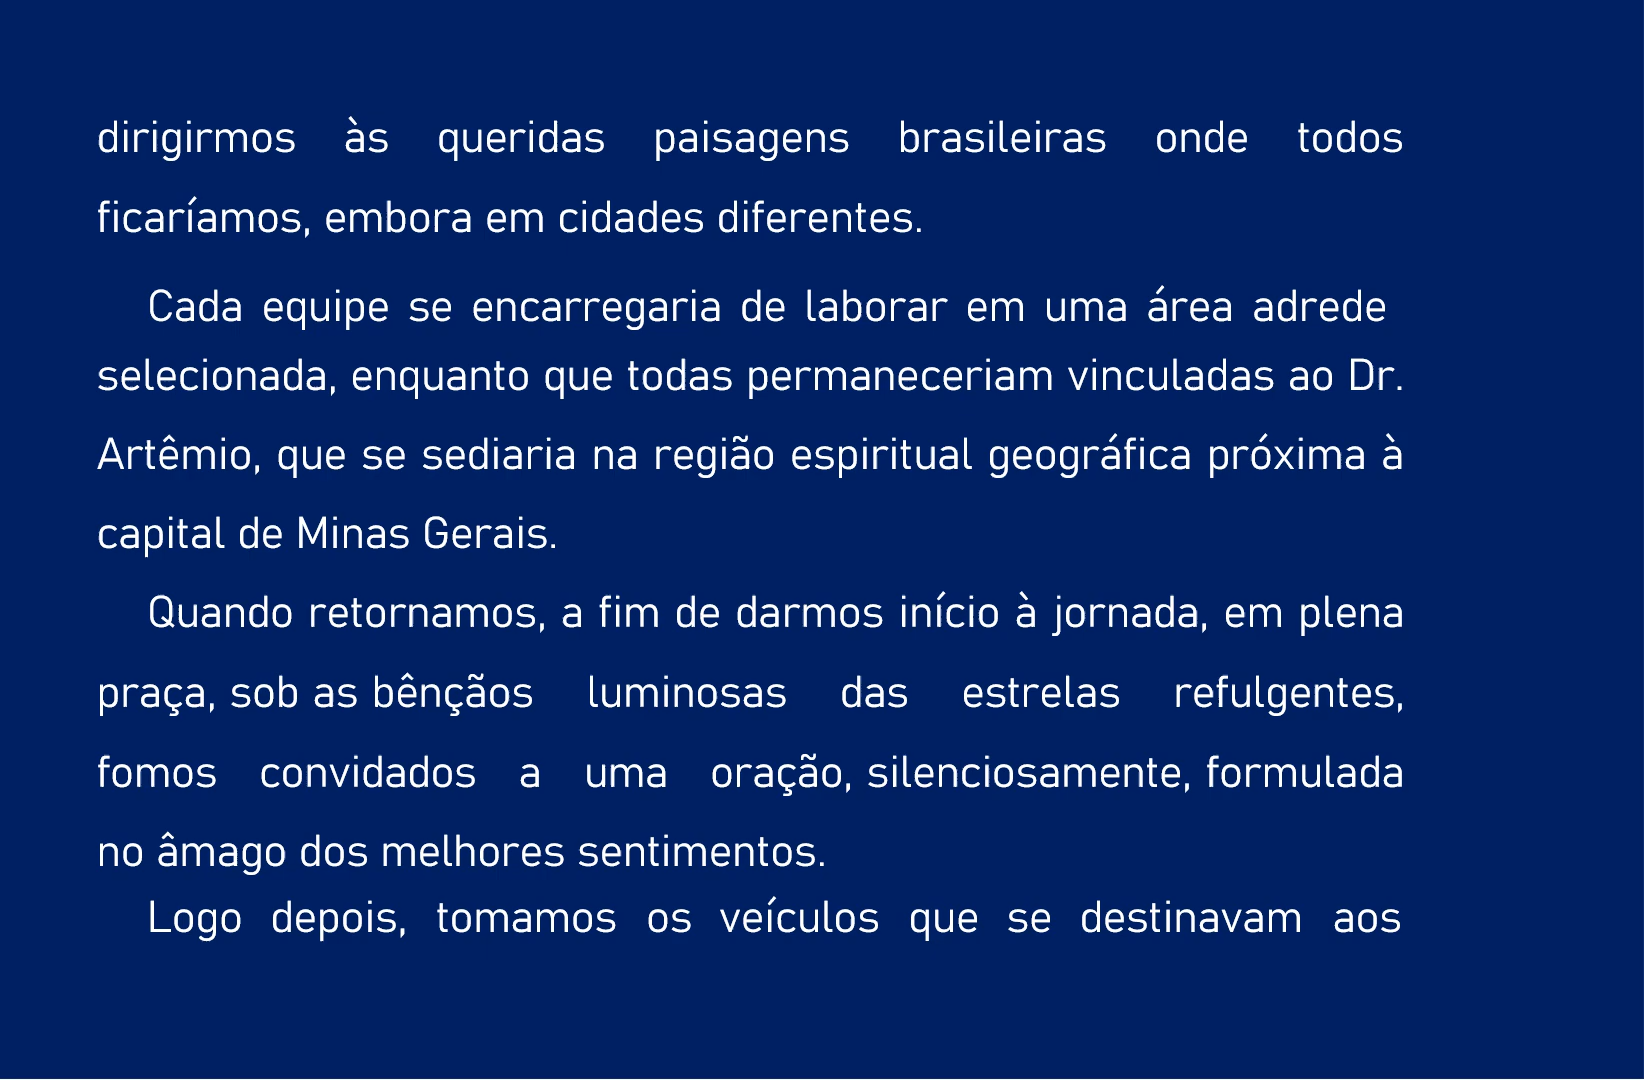 dirigirmos às queridas paisagens brasileiras onde todos
ficaríamos, embora em cidades diferentes.
Cada equipe se encarregaria de laborar em uma área adrede
selecionada, enquanto que todas permaneceriam vinculadas ao Dr.
Artêmio, que se sediaria na região espiritual geográfica próxima à
capital de Minas Gerais.
Quando retornamos, a fim de darmos início à jornada, em plena
praça, sob as bênçãos luminosas das estrelas refulgentes,
fomos convidados a uma oração, silenciosamente, formulada
no âmago dos melhores sentimentos.
Logo depois, tomamos os veículos que se destinavam aos